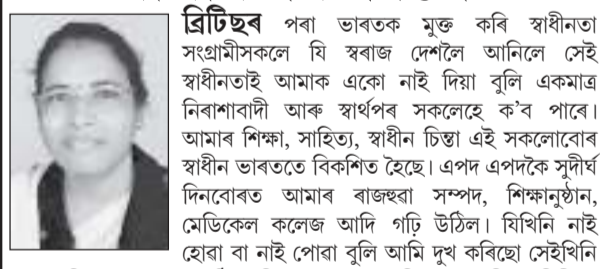 ব্ৰিটিছৰ পৰা ভাৰতক মুক্ত কৰি স্বাধীনতা
সংগ্ৰামীসকলে যি স্বৰাজ দেশলৈ আনিলে সেই
স্বাধীনতাই আমাক একো নাই দিয়া বুলি একমাত্ৰ
নিৰাশাবাদী আৰু স্বাৰ্থপৰ সকলেহে ক'ব পাৰে।
আমাৰ শিক্ষা, সাহিত্য, স্বাধীন চিন্তা এই সকলোবোৰ
স্বাধীন ভাৰততে বিকশিত হৈছে। এপদ এপদকৈ সুদীৰ্ঘ
দিনবোৰত আমাৰ ৰাজহুৱা সম্পদ, শিক্ষানুষ্ঠান,
মেডিকেল কলেজ আদি গঢ়ি উঠিল। যিখিনি নাই
হোৱা বা নাই পোৱা বুলি আমি দুখ কৰিছো সেইখিনি